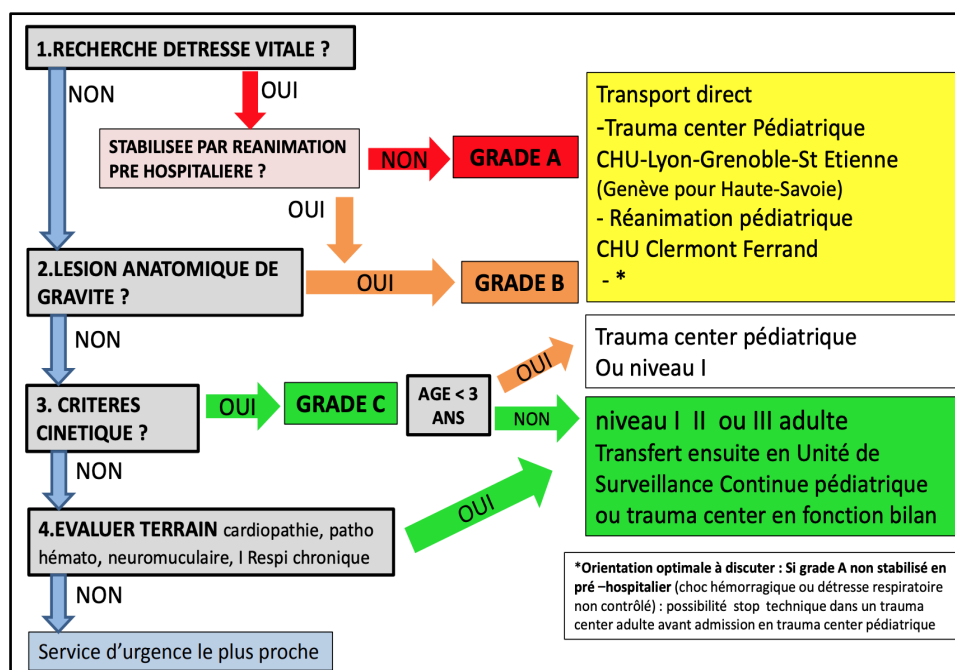 1.RECHERCHE DETRESSE VITALE ?
NON
OUI
STABILISEE PAR REANIMATION
PRE HOSPITALIERE ?
NON
GRADE A
Transport direct
-Trauma center Pédiatrique
CHU-Lyon-Grenoble-St Etienne
(Genève pour Haute-Savoie)
- Réanimation pédiatrique
CHU Clermont Ferrand
- *
OUI
2.LESION ANATOMIQUE DE
GRAVITE ?
OUI
GRADE B
NON
3. CRITERES
CINETIQUE ?
OUI
GRADE C
AGE < 3
ANS
OUI
Trauma center pédiatrique
Ou niveau I
NON
niveau I II ou III adulte
Transfert ensuite en Unité de
Surveillance Continue pédiatrique
ou trauma center en fonction bilan
NON
4.EVALUER TERRAIN cardiopathie, patho
hémato, neuromuculaire, I Respi chronique
OUI
NON
Service d’urgence le plus proche
*Orientation optimale à discuter : Si grade A non stabilisé en
pré –hospitalier (choc hémorragique ou détresse respiratoire
non contrôlé) : possibilité stop technique dans un trauma
center adulte avant admission en trauma center pédiatrique